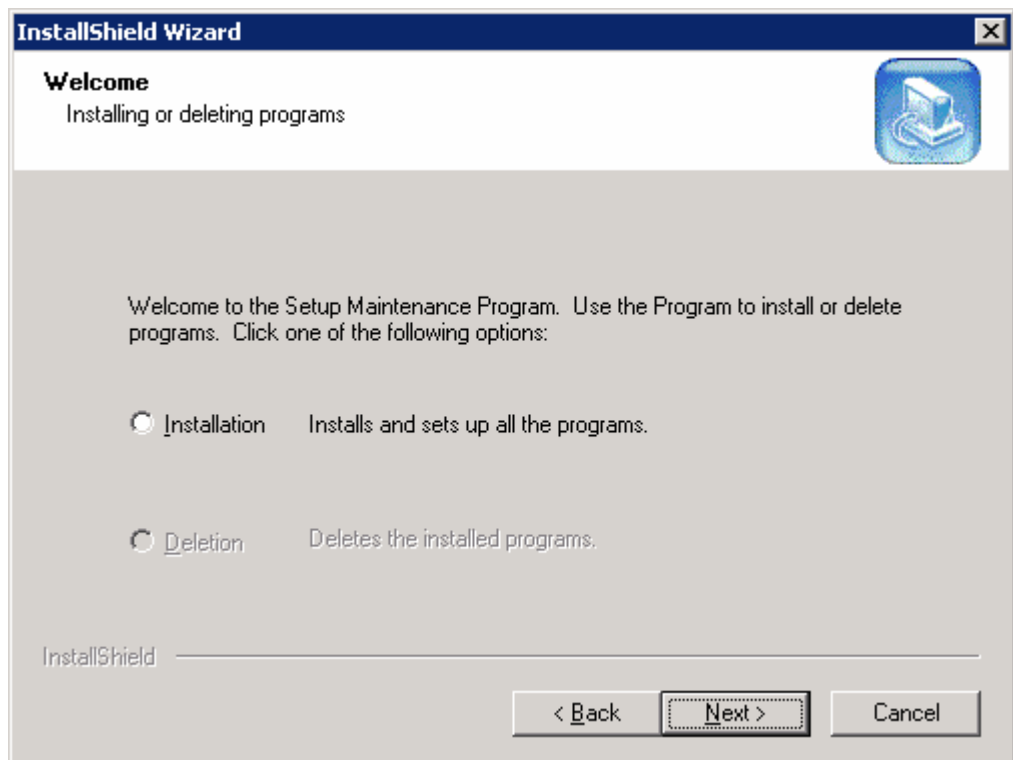 InstallShield Wizard
Welcome
Installing or deleting programs
Welcome to the Setup Maintenance Program.  Use the Program to install or delete
programs.  Click one of the following options:
Installation  Installs and sets up all the programs.
Deletion  Deletes the installed programs.
InstallShield
< Back  Next >  Cancel